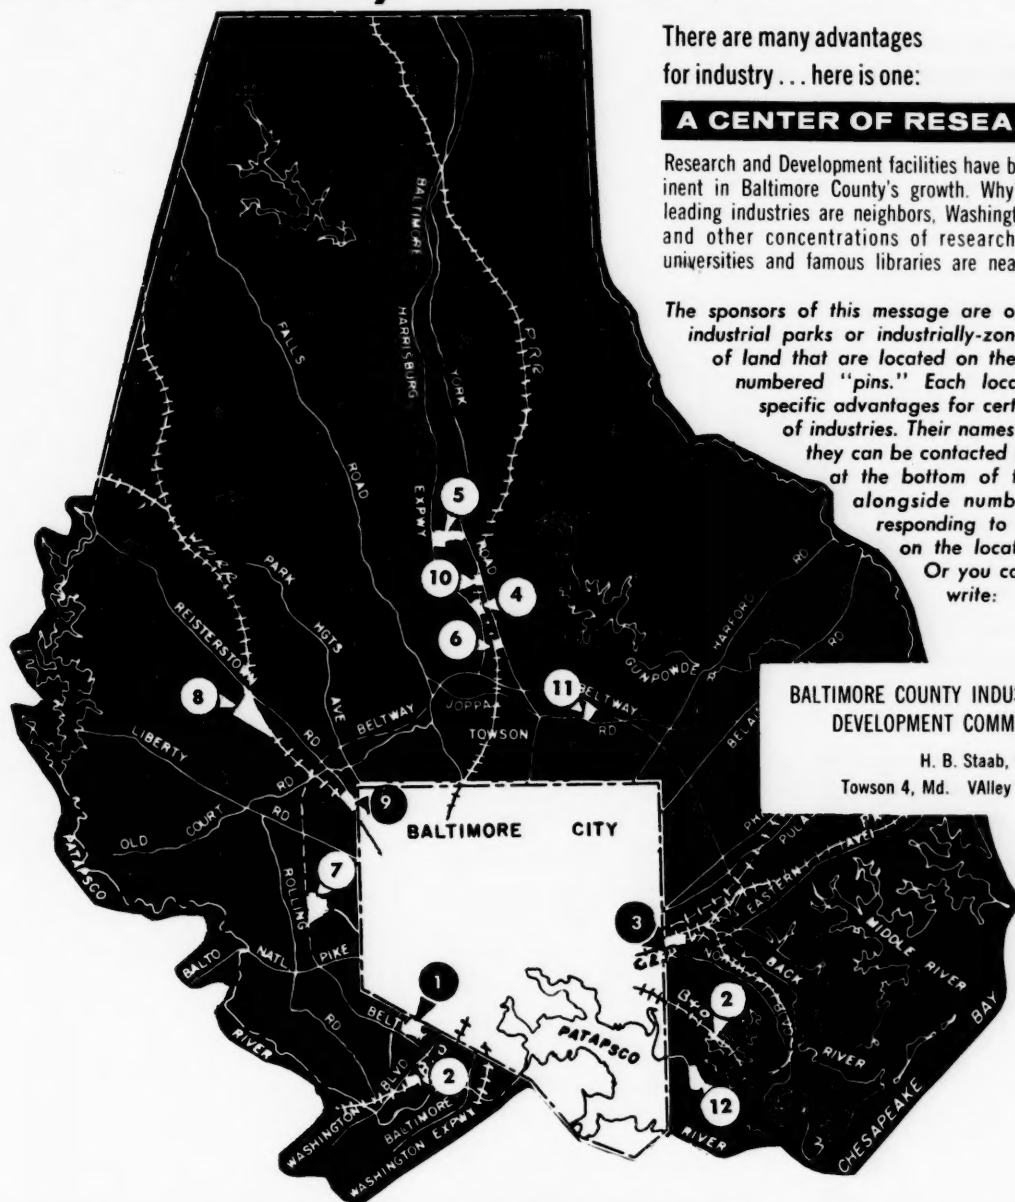 There are many advantages
for industry ... here is one:
A CENTER OF RESEA
Research and Development facilities have b
inent in Baltimore County's growth. Why
leading industries are neighbors, Washingt
and other concentrations of research
universities and famous libraries are nea
The sponsors of this message are o
industrial parks or industrially-zon
of land that are located on the
numbered "pins." Each loca
specific advantages for cert
of industries. Their names
they can be contacted
at the bottom of t
alongside numb
responding to
on the locat
Or you co
write:
BALTIMORE COUNTY INDUS
DEVELOPMENT COMM
H. B. Staab,
Towson 4, Md. VAlley
BALTIMORE
HARRISBURG
EXPWY
YORK
ROAD
PRR
FALLS
ROAD
5
10
4
6
11
8
9
7
3
1
2
2
12
PARK
HGTS
AVE
REISTERSTOWN
RD
LIBERTY
RD
OLD COURT RD
ROLLING
RD
BELTWAY
JOPPA
TOWSON
BELTWAY
RD
GUNPOWDER
HARFORD
RD
RD
BALTIMORE CITY
PATAPSCO
RIVER
BALTO NATL PIKE
WASHINGTON BLVD
BALTIMORE
WASHINGTON EXPWY
PATAPSCO
RIVER
EASTERN
AVE
B&O
NORTH
BACK
RIVER
MIDDLE RIVER
CHESAPEAKE
BAY